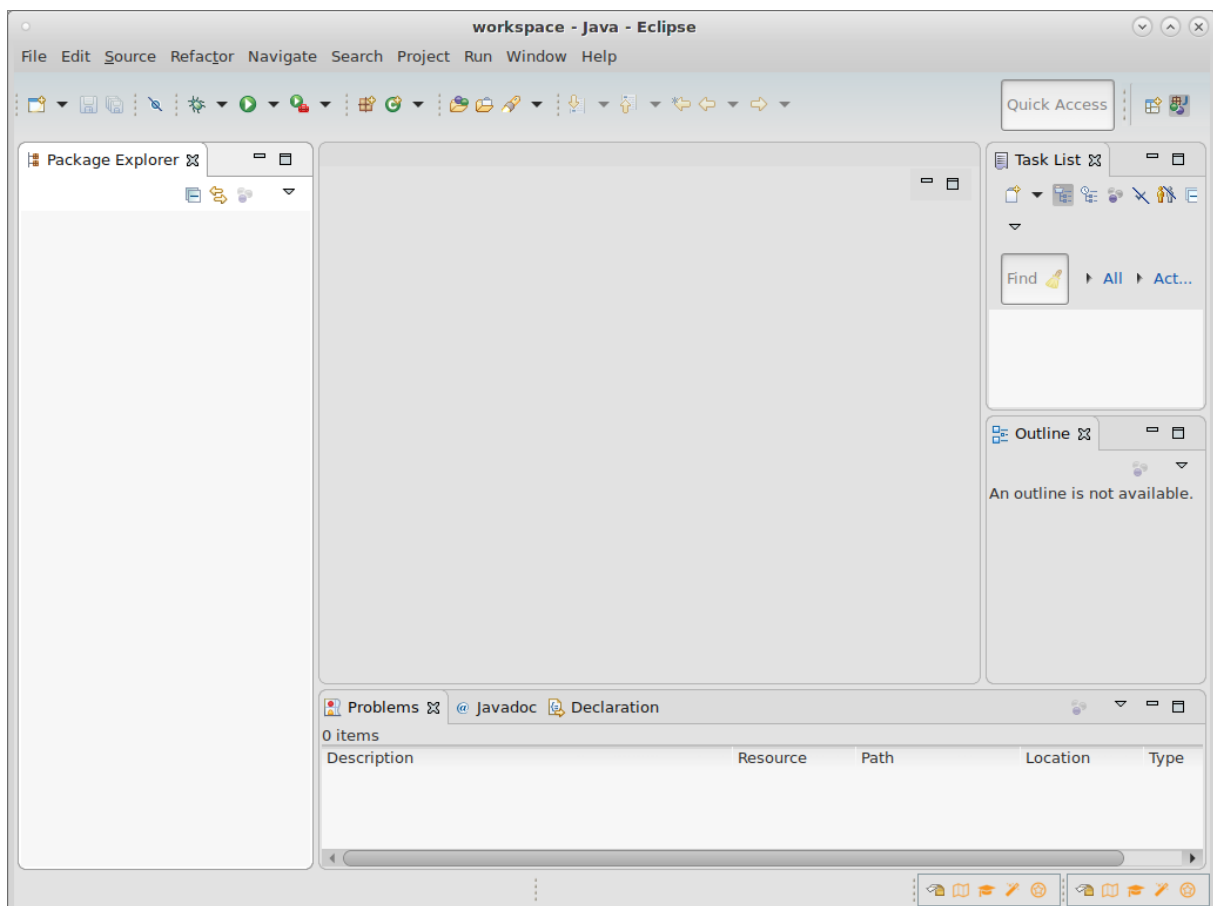 workspace - Java - Eclipse
File Edit Source Refactor Navigate Search Project Run Window Help
Quick Access
Package Explorer
Task List
Find
All
Act...
Outline
An outline is not available.
Problems @ Javadoc Declaration
0 items
Description Resource Path Location Type